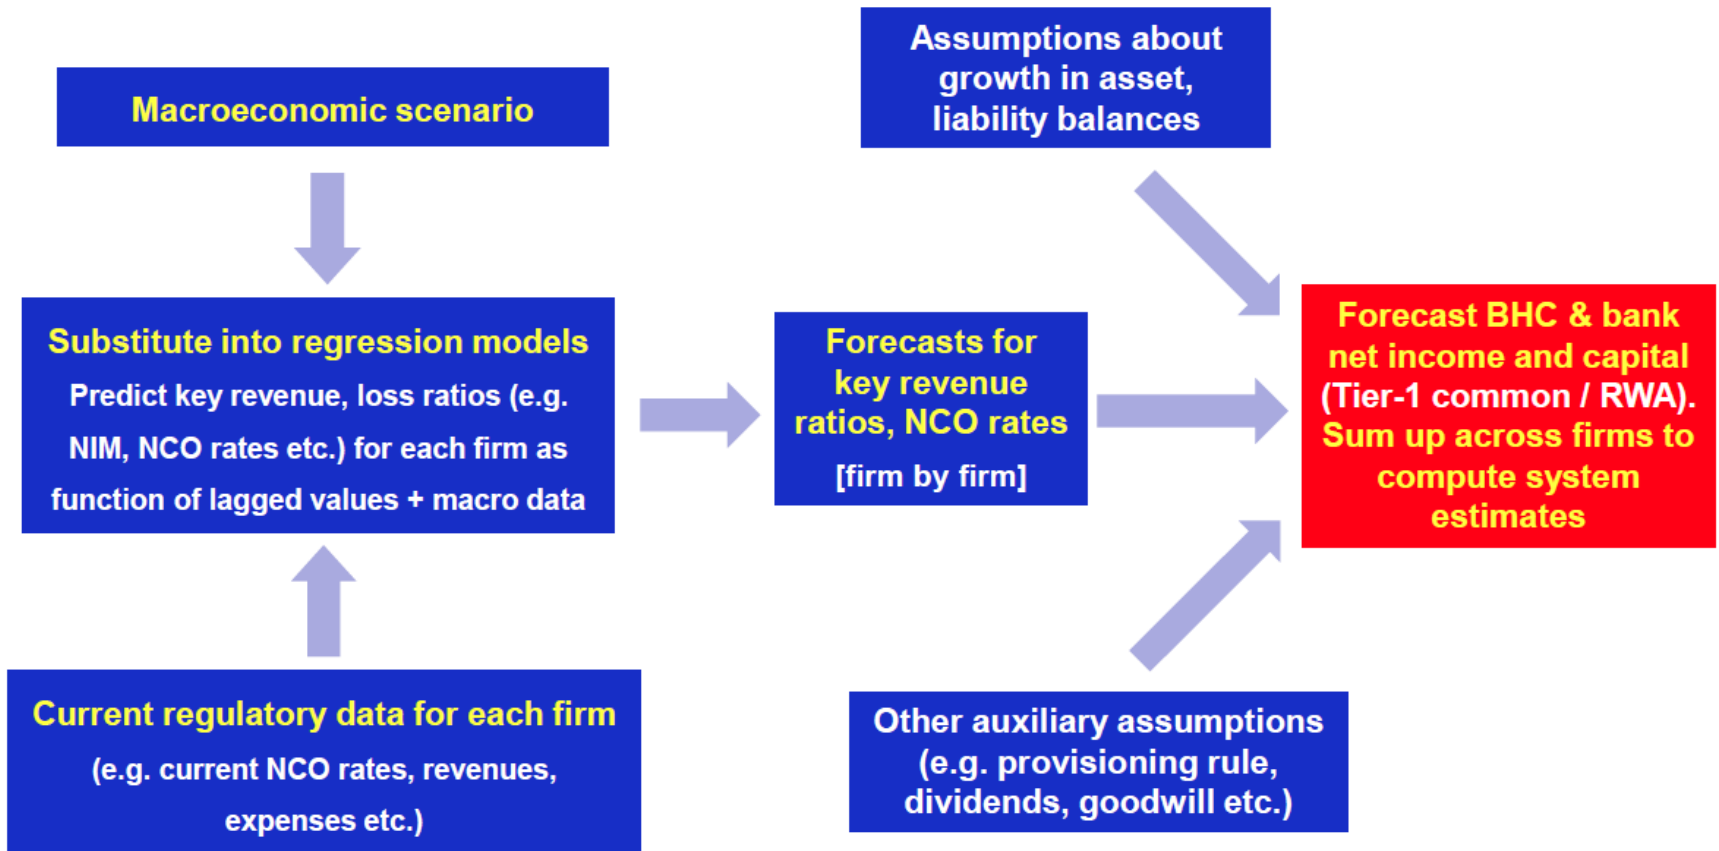 Macroeconomic scenario
Assumptions about
growth in asset,
liability balances
Substitute into regression models
Predict key revenue, loss ratios (e.g.
NIM, NCO rates etc.) for each firm as
function of lagged values + macro data
Forecasts for
key revenue
ratios, NCO rates
[firm by firm]
Forecast BHC & bank
net income and capital
(Tier-1 common / RWA).
Sum up across firms to
compute system
estimates
Current regulatory data for each firm
(e.g. current NCO rates, revenues,
expenses etc.)
Other auxiliary assumptions
(e.g. provisioning rule,
dividends, goodwill etc.)